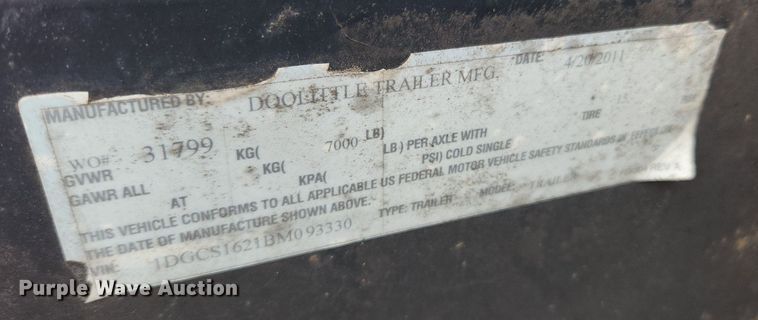 MANUFACTURED BY: DOOLITTLE TRAILER MFG. DATE: 4/20/2011
WO# 31799
GVWR KG( 7000 LB)
GAWR ALL KG( LB) PER AXLE WITH 15 TIRE
AT KPA( PSI) COLD SINGLE
THIS VEHICLE CONFORMS TO ALL APPLICABLE US FEDERAL MOTOR VEHICLE SAFETY STANDARDS IN EFFECT
THE DATE OF MANUFACTURE SHOWN ABOVE. TYPE: TRAILER MODEL: REV A
VIN: 1DGCS1621BM093330
Purple Wave Auction